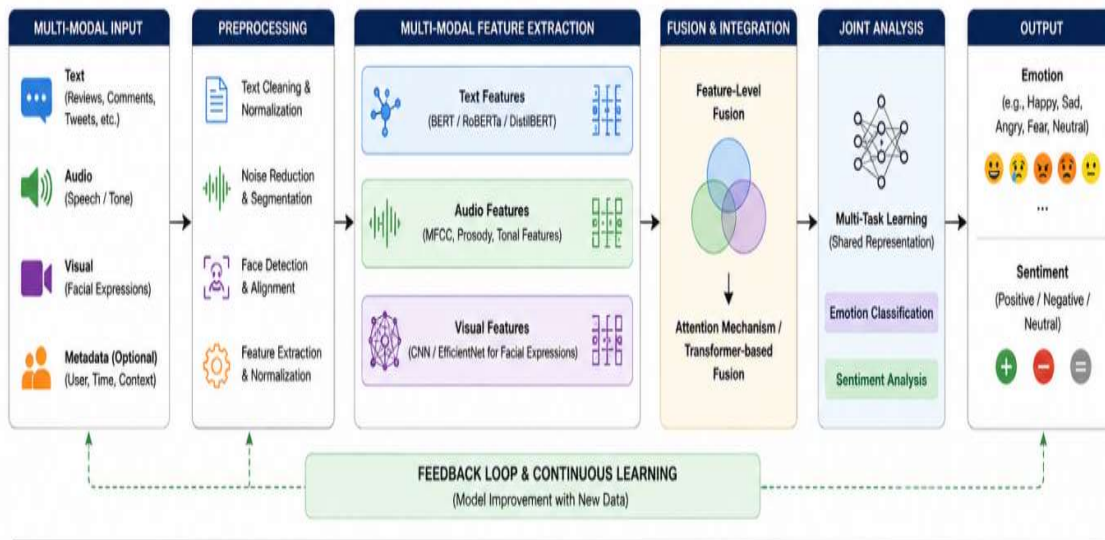 MULTI-MODAL INPUT
Text
(Reviews, Comments,
Tweets, etc.)
Audio
(Speech / Tone)
Visual
(Facial Expressions)
Metadata (Optional)
(User, Time, Context)
PREPROCESSING
Text Cleaning &
Normalization
Noise Reduction
& Segmentation
Face Detection
& Alignment
Feature Extraction
& Normalization
MULTI-MODAL FEATURE EXTRACTION
Text Features
(BERT / RoBERTa / DistilBERT)
Audio Features
(MFCC, Prosody, Tonal Features)
Visual Features
(CNN / EfficientNet for Facial Expressions)
FUSION & INTEGRATION
Feature-Level
Fusion
Attention Mechanism /
Transformer-based
Fusion
JOINT ANALYSIS
Multi-Task Learning
(Shared Representation)
Emotion Classification
Sentiment Analysis
OUTPUT
Emotion
(e.g., Happy, Sad,
Angry, Fear, Neutral)
...
Sentiment
(Positive / Negative /
Neutral)
FEEDBACK LOOP & CONTINUOUS LEARNING
(Model Improvement with New Data)